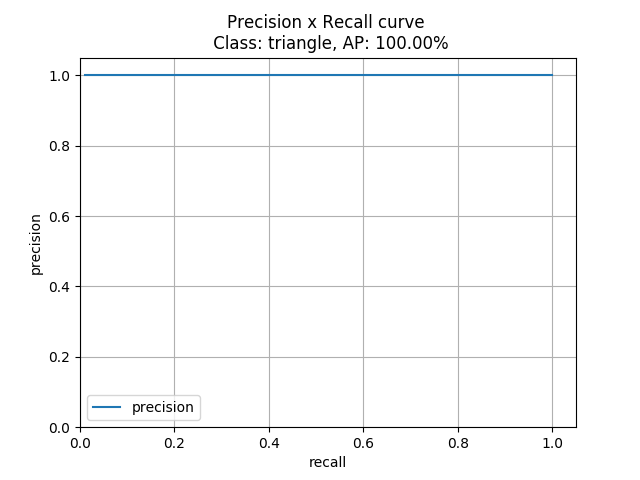 Precision x Recall curve
Class: triangle, AP: 100.00%
1.0
0.8
0.6
0.4
0.2
0.0
precision
precision
0.0 0.2 0.4 0.6 0.8 1.0
recall